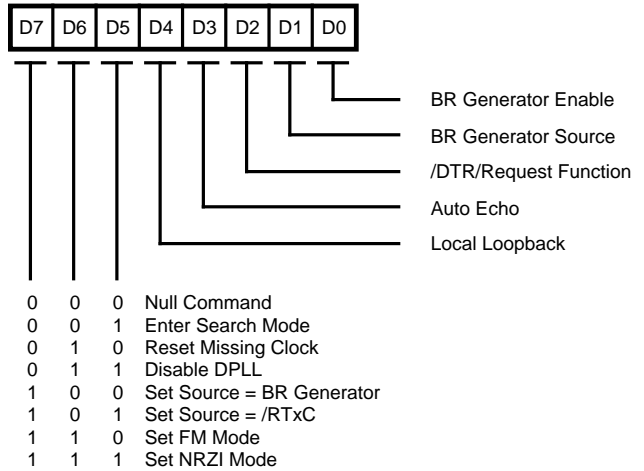 D7 D6 D5 D4 D3 D2 D1 D0
BR Generator Enable
BR Generator Source
/DTR/Request Function
Auto Echo
Local Loopback
0 0 0 Null Command
0 0 1 Enter Search Mode
0 1 0 Reset Missing Clock
0 1 1 Disable DPLL
1 0 0 Set Source = BR Generator
1 0 1 Set Source = /RTxC
1 1 0 Set FM Mode
1 1 1 Set NRZI Mode